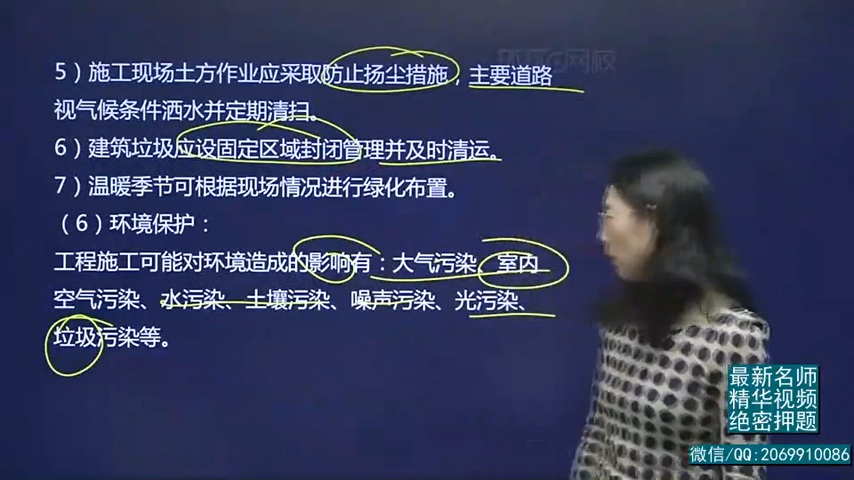 环球网校
5）施工现场土方作业应采取防止扬尘措施，主要道路
视气候条件洒水并定期清扫。
6）建筑垃圾应设固定区域封闭管理并及时清运。
7）温暖季节可根据现场情况进行绿化布置。
（6）环境保护：
工程施工可能对环境造成的影响有：大气污染、室内
空气污染、水污染、土壤污染、噪声污染、光污染、
垃圾污染等。
最新名师
精华视频
绝密押题
微信/QQ:2069910086